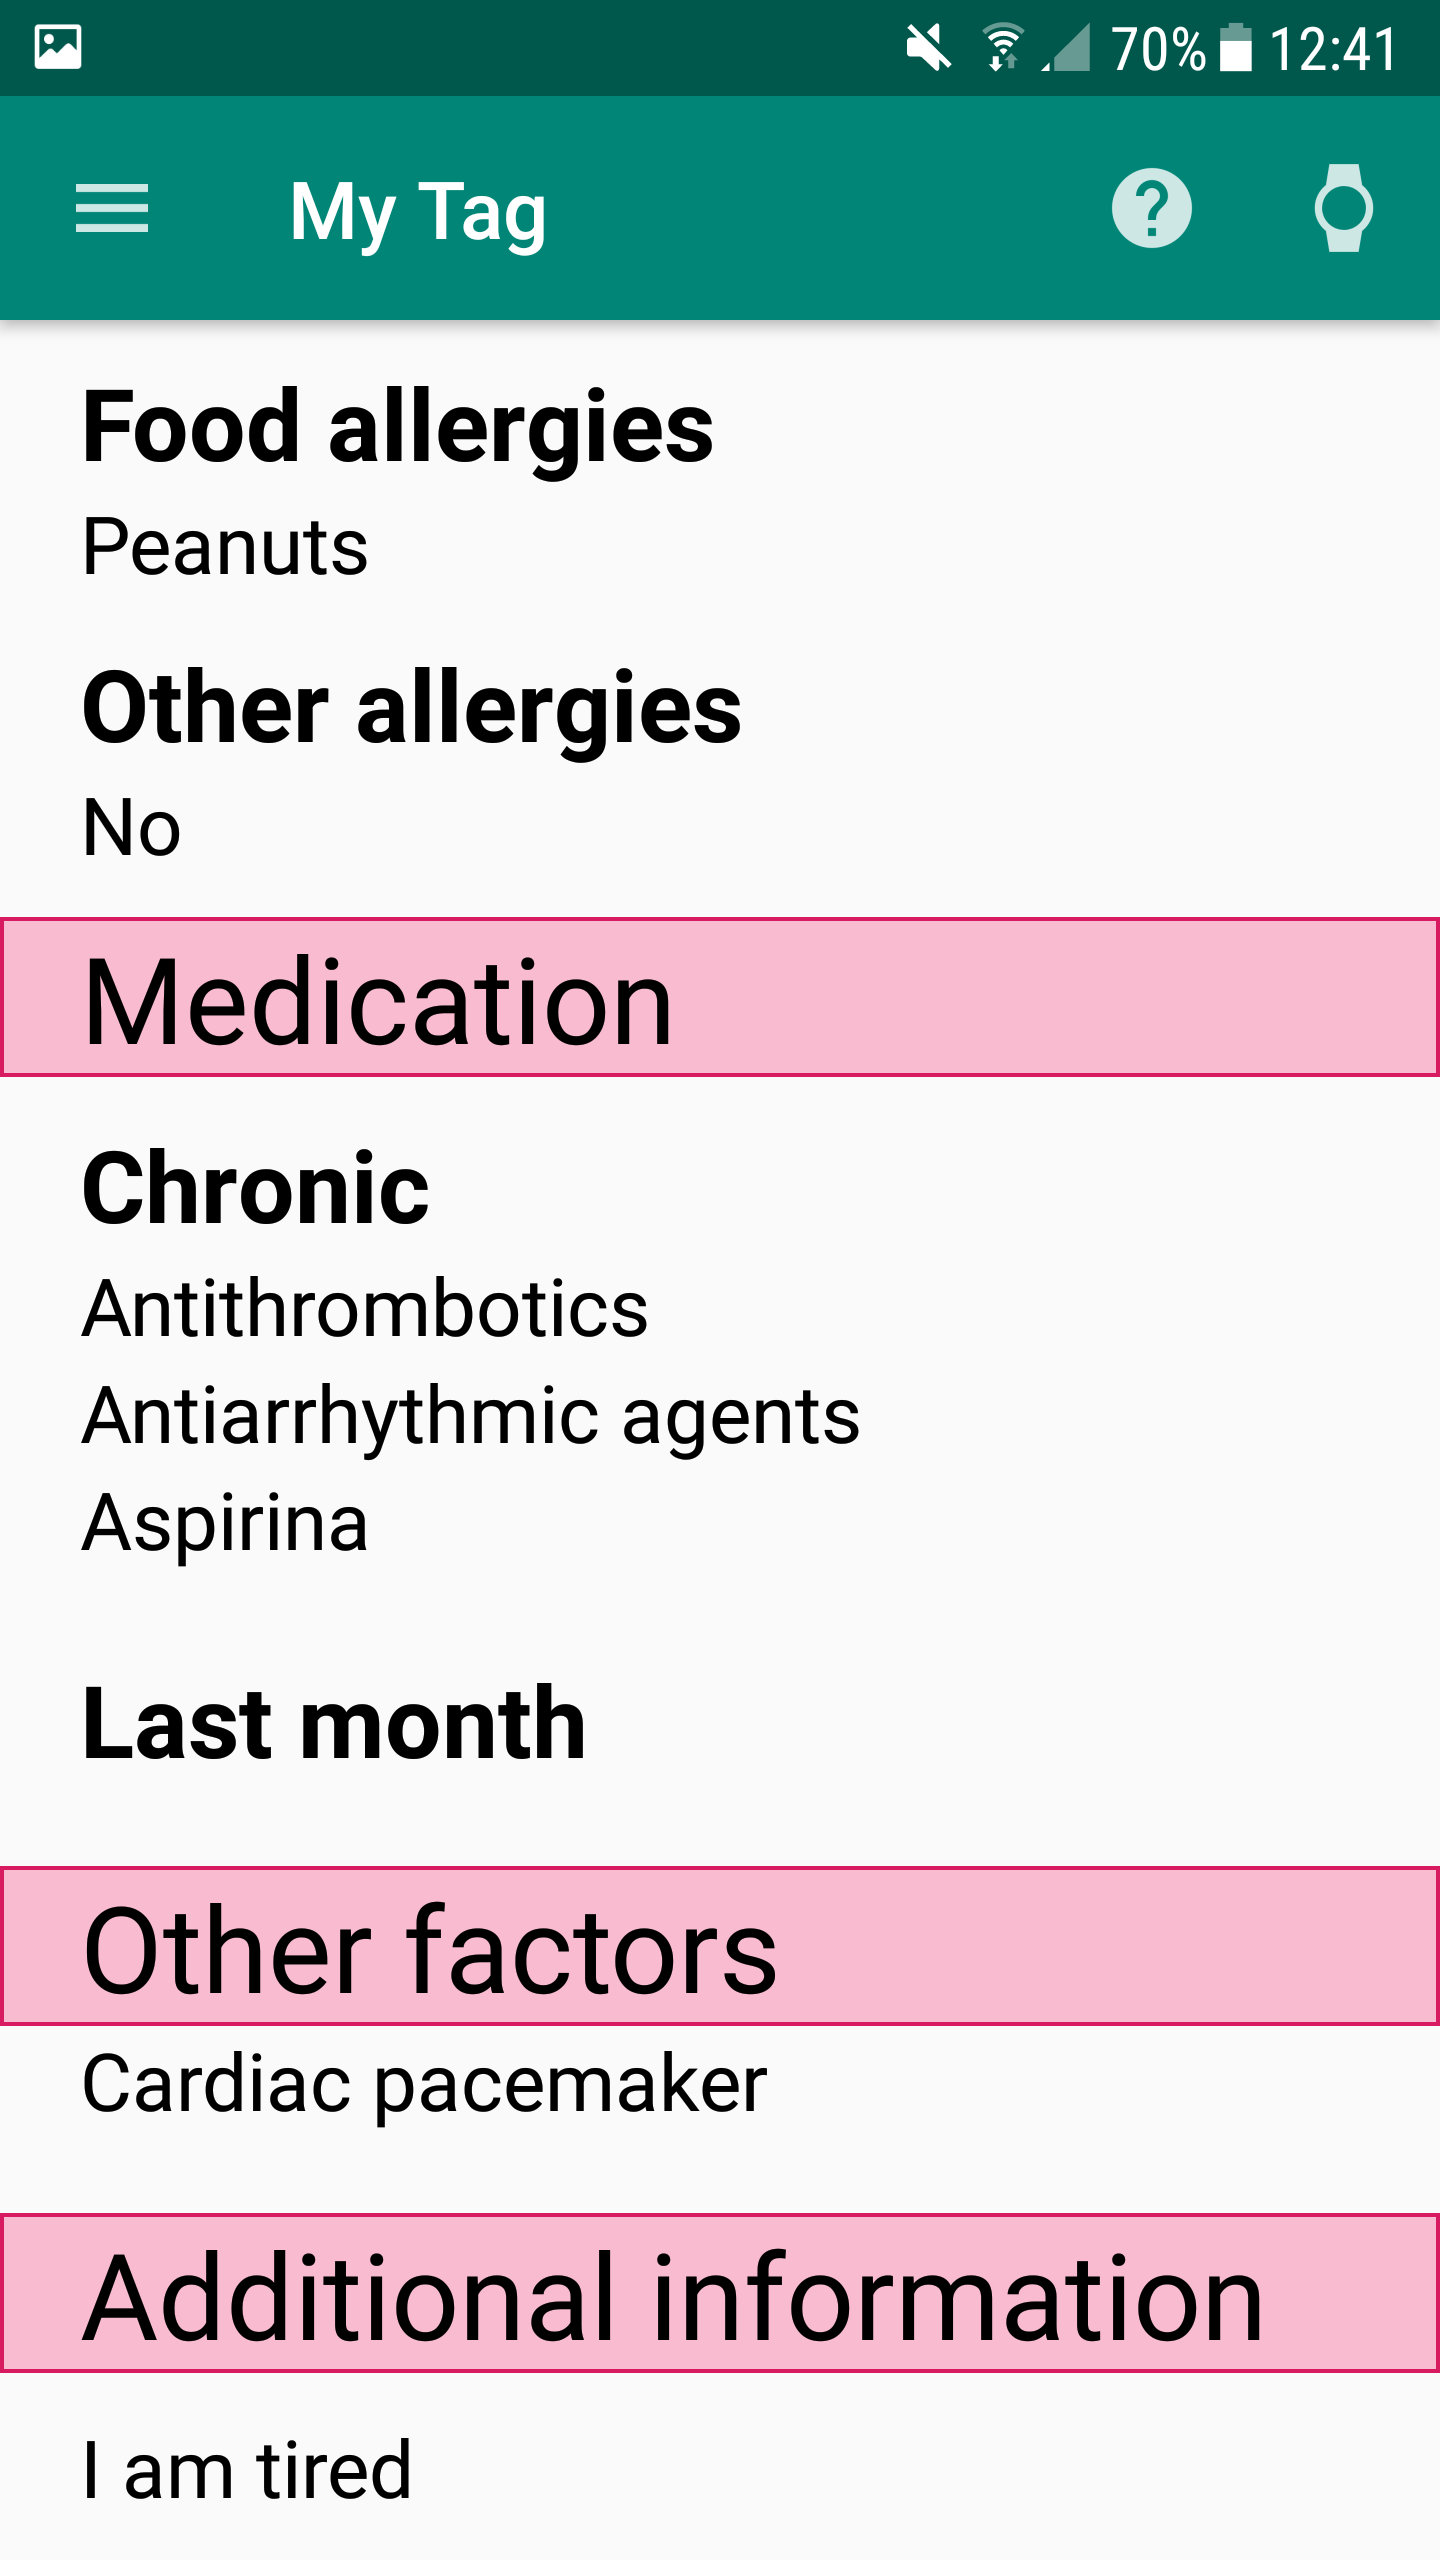 70% 12:41
My Tag
Food allergies
Peanuts
Other allergies
No
Medication
Chronic
Antithrombotics
Antiarrhythmic agents
Aspirina
Last month
Other factors
Cardiac pacemaker
Additional information
I am tired